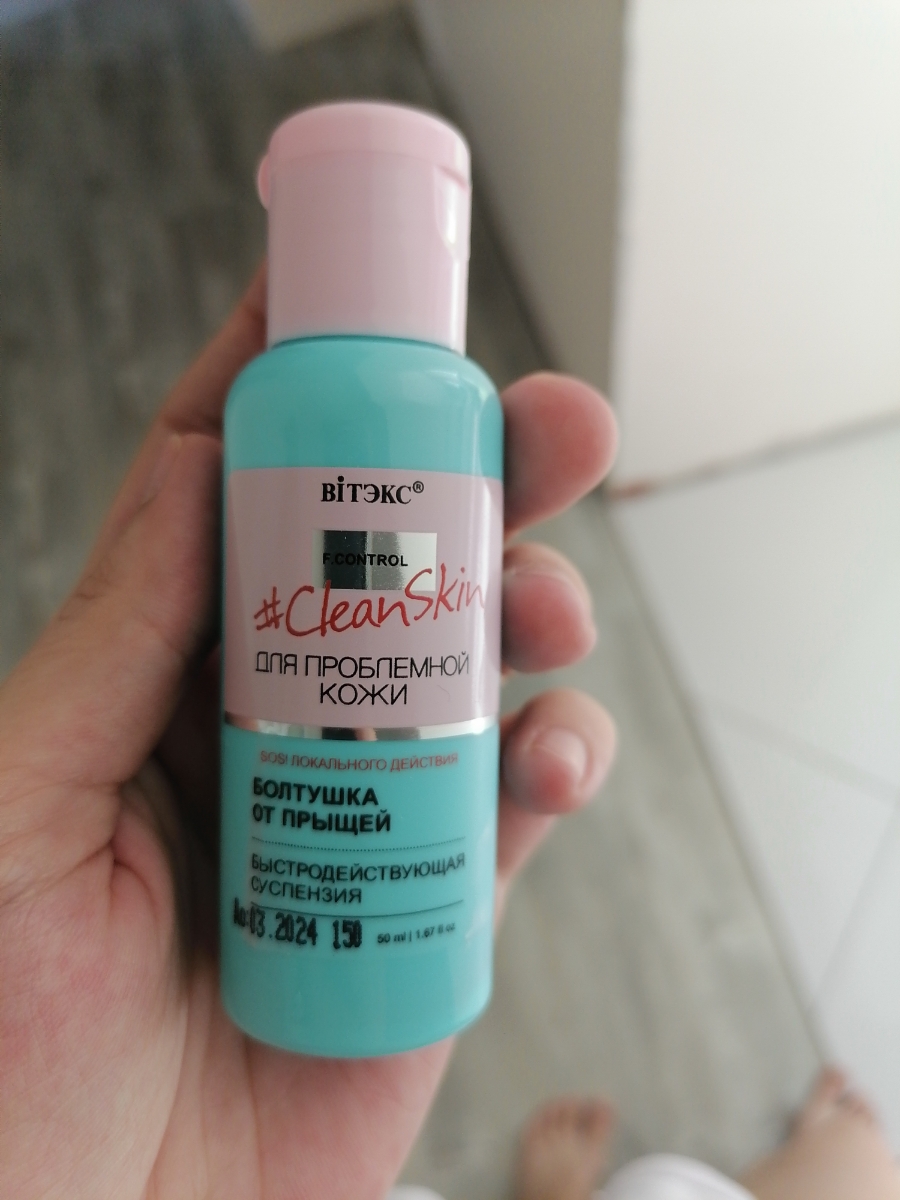 ВIТЭКС®
F.CONTROL
#CleanSkin
ДЛЯ ПРОБЛЕМНОЙ
КОЖИ
SOS! ЛОКАЛЬНОГО ДЕЙСТВИЯ
БОЛТУШКА
ОТ ПРЫЩЕЙ
БЫСТРОДЕЙСТВУЮЩАЯ
СУСПЕНЗИЯ
До:03.2024 150
50 ml | 1.67 fl oz